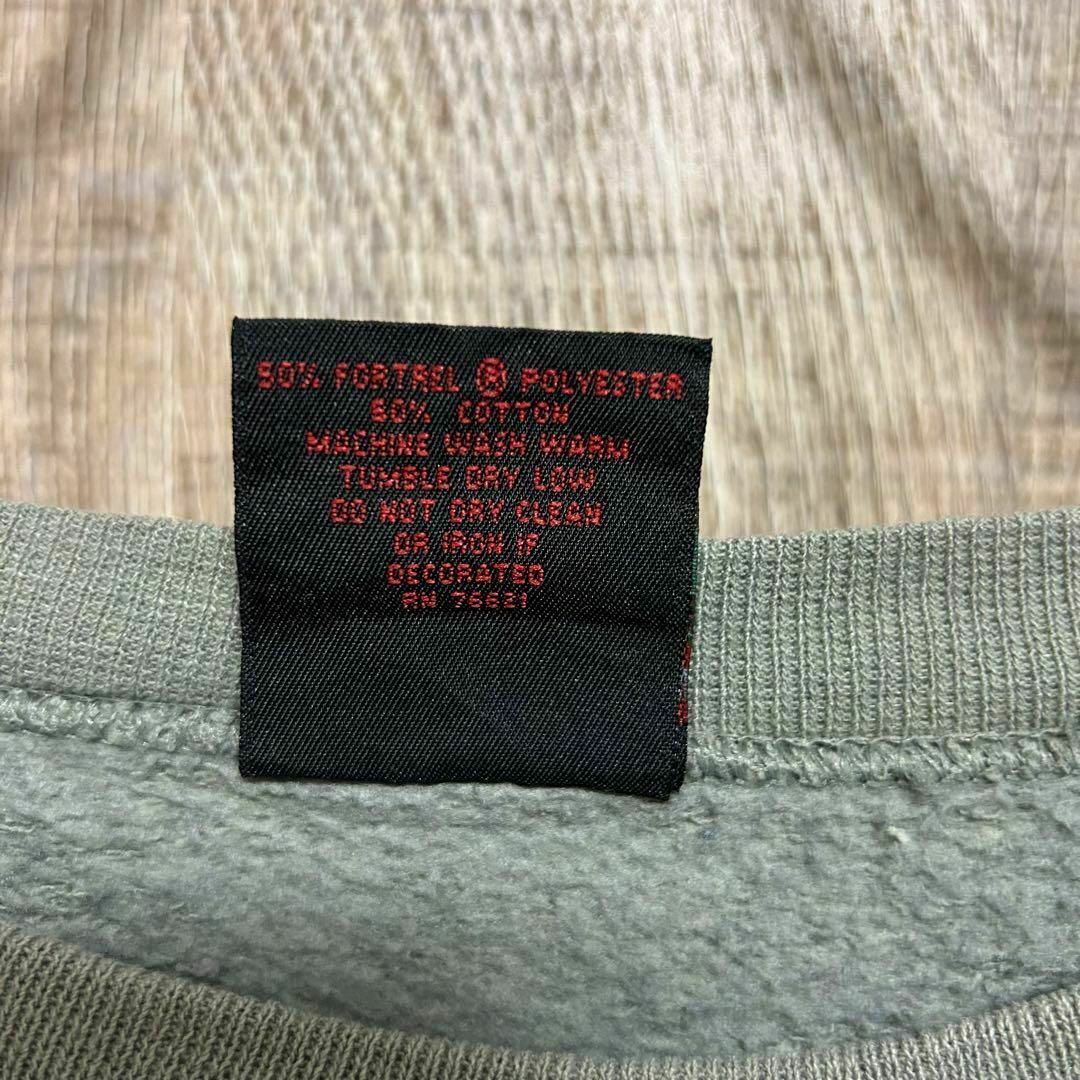 50% FORTREL ® POLYESTER
50% COTTON
MACHINE WASH WARM
TUMBLE DRY LOW
DO NOT DRY CLEAN
OR IRON IF
DECORATED
RN 76621